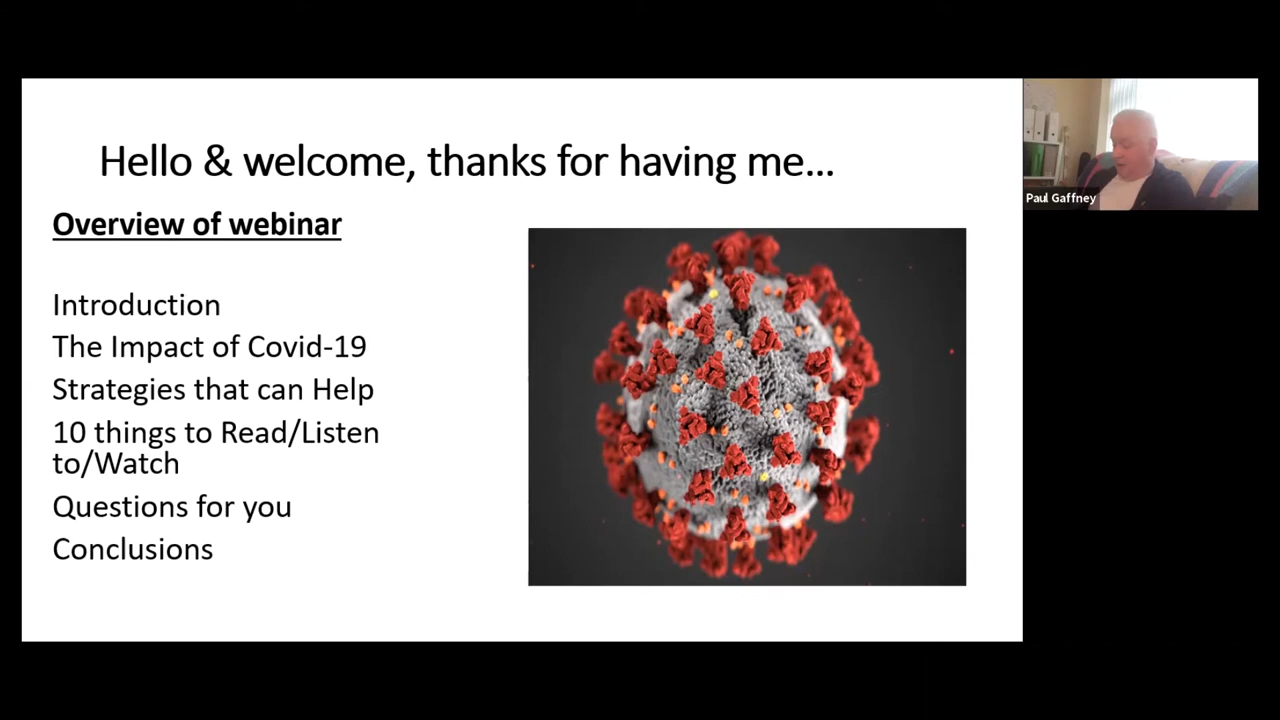 Hello & welcome, thanks for having me...
Overview of webinar
Introduction
The Impact of Covid-19
Strategies that can Help
10 things to Read/Listen
to/Watch
Questions for you
Conclusions
Paul Gaffney